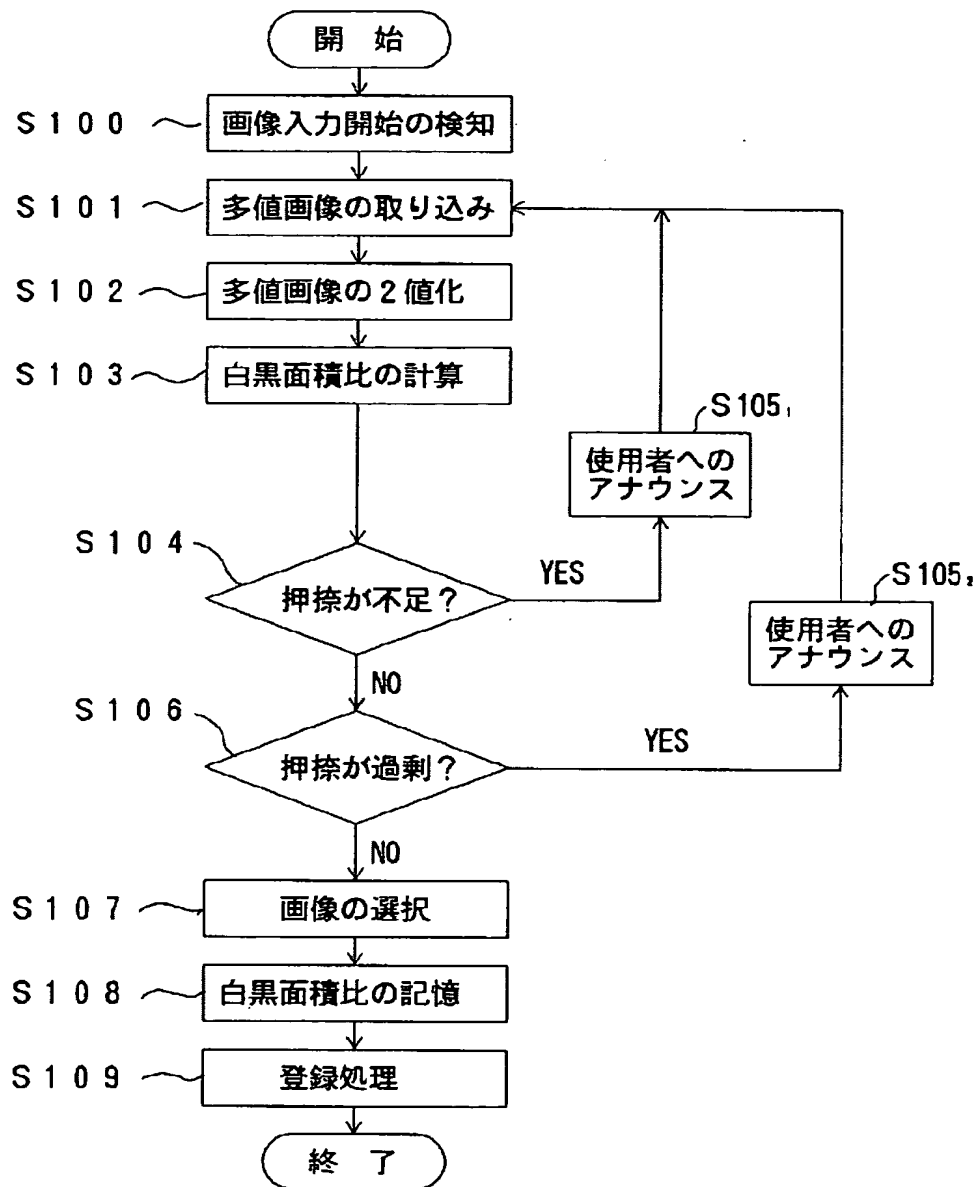 開 始
S100 画像入力開始の検知
S101 多値画像の取り込み
S102 多値画像の2値化
S103 白黒面積比の計算
S105₁
使用者への
アナウンス
S104 押捺が不足? YES
S105₂
使用者への
アナウンス
NO
S106 押捺が過剰? YES
NO
S107 画像の選択
S108 白黒面積比の記憶
S109 登録処理
終 了